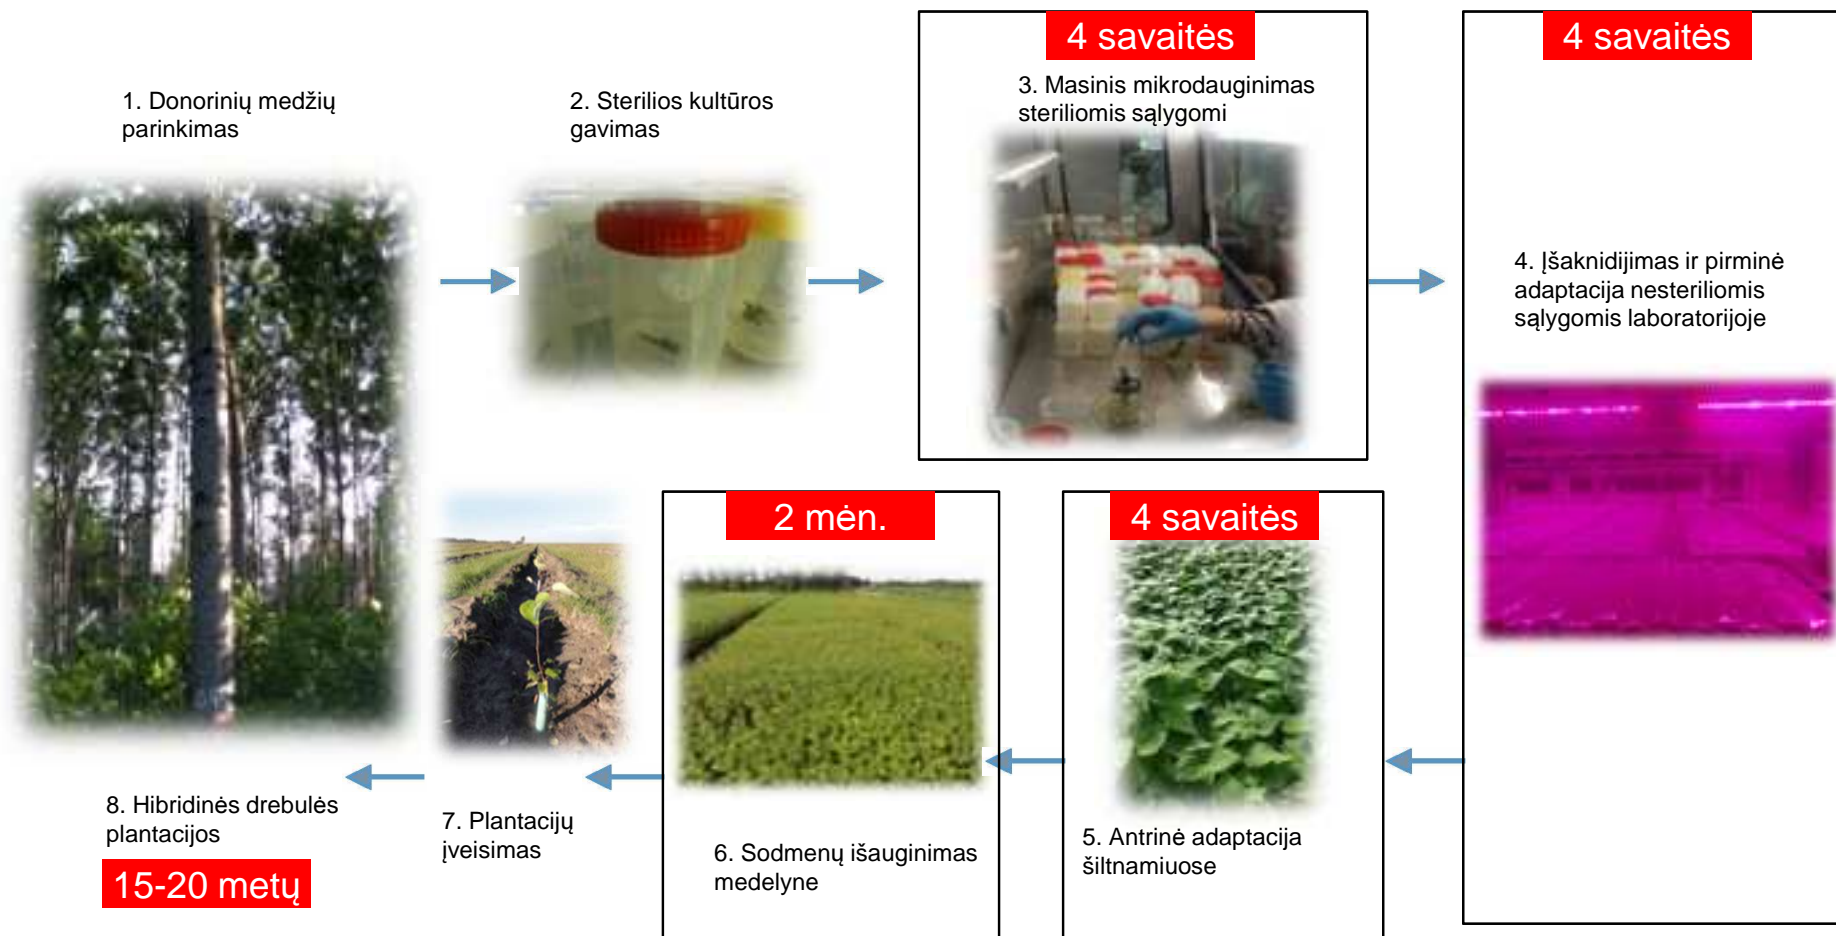 1. Donorinių medžių
parinkimas
2. Sterilios kultūros
gavimas
4 savaitės
3. Masinis mikrodauginimas
steriliomis sąlygomi
4 savaitės
4. Įšaknidijimas ir pirminė
adaptacija nesteriliomis
sąlygomis laboratorijoje
4 savaitės
5. Antrinė adaptacija
šiltnamiuose
2 mėn.
6. Sodmenų išauginimas
medelyne
7. Plantacijų
įveisimas
8. Hibridinės drebulės
plantacijos
15-20 metų